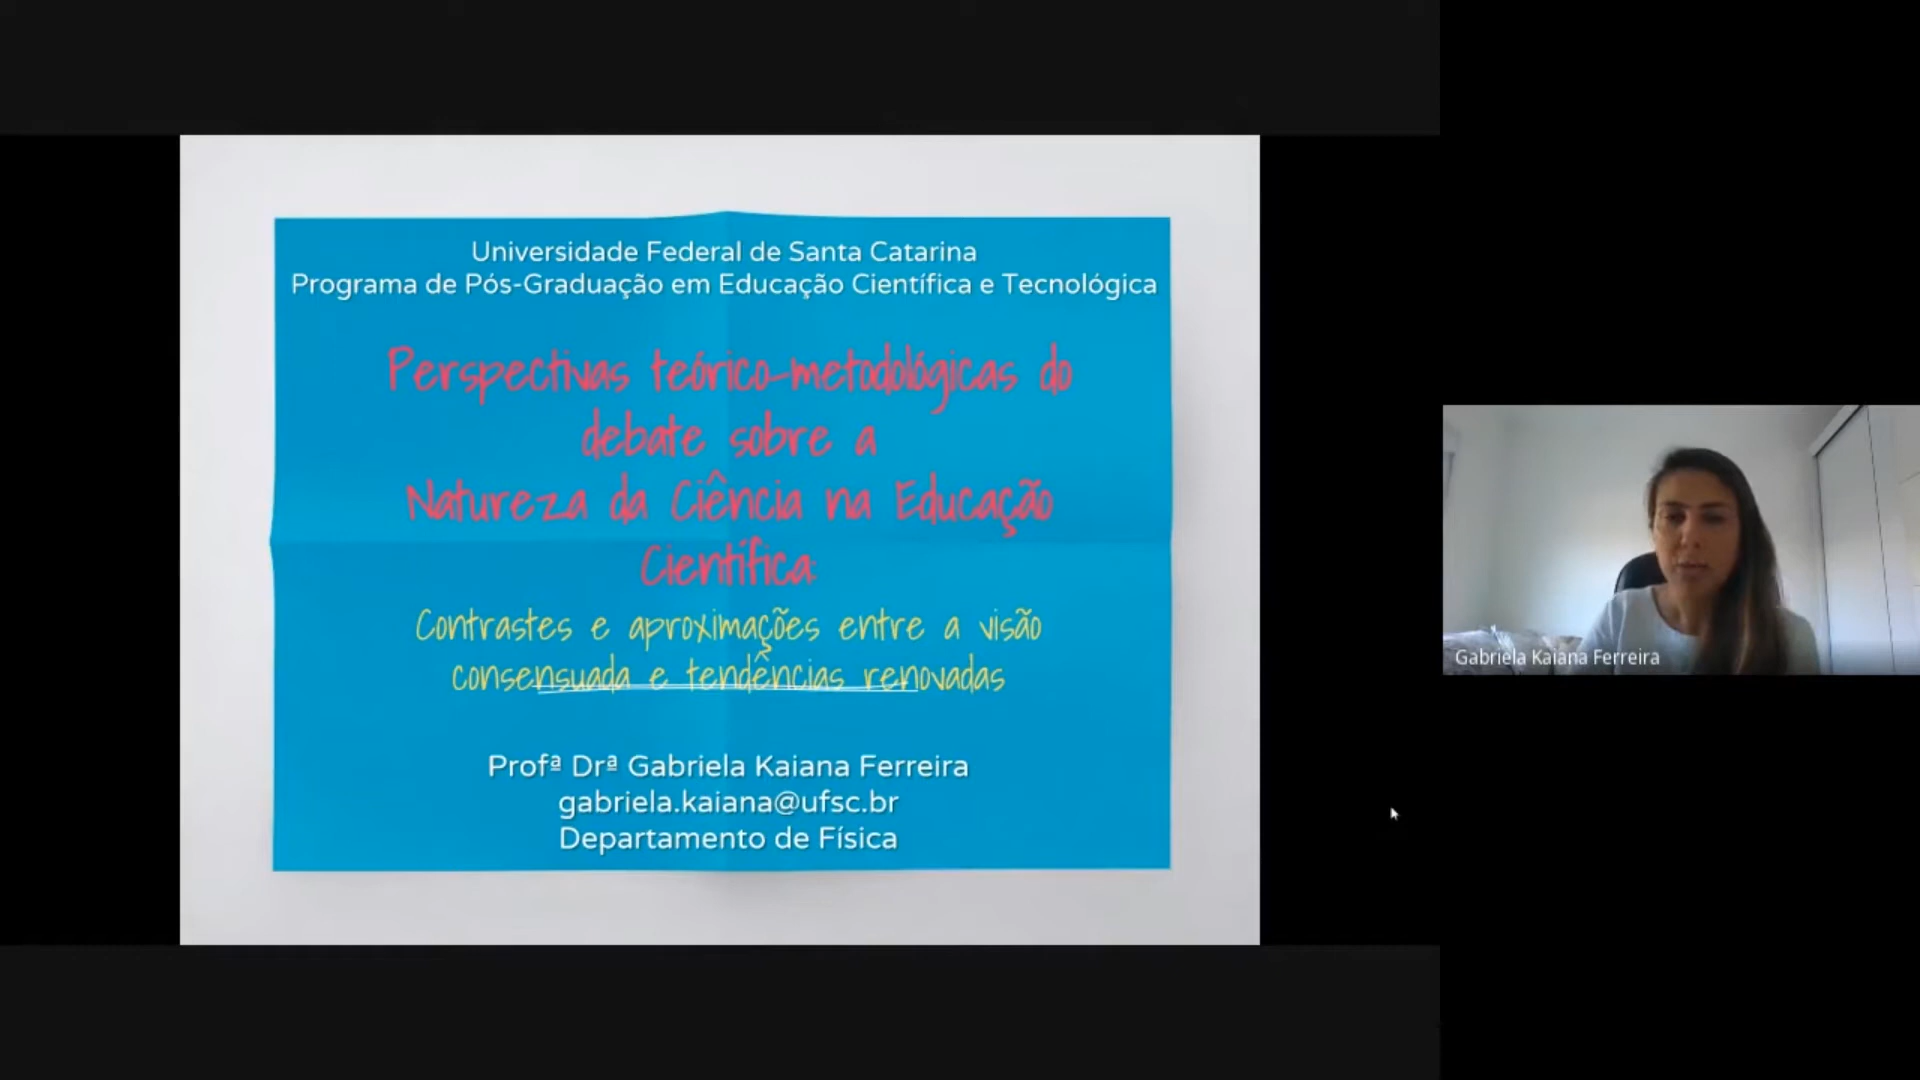 Universidade Federal de Santa Catarina
Programa de Pós-Graduação em Educação Científica e Tecnológica
Perspectivas teórico-metodológicas do
debate sobre a
Natureza da Ciência na Educação
Científica:
Contrastes e aproximações entre a visão
consensuada e tendências renovadas
Profª Drª Gabriela Kaiana Ferreira
gabriela.kaiana@ufsc.br
Departamento de Física
Gabriela Kaiana Ferreira